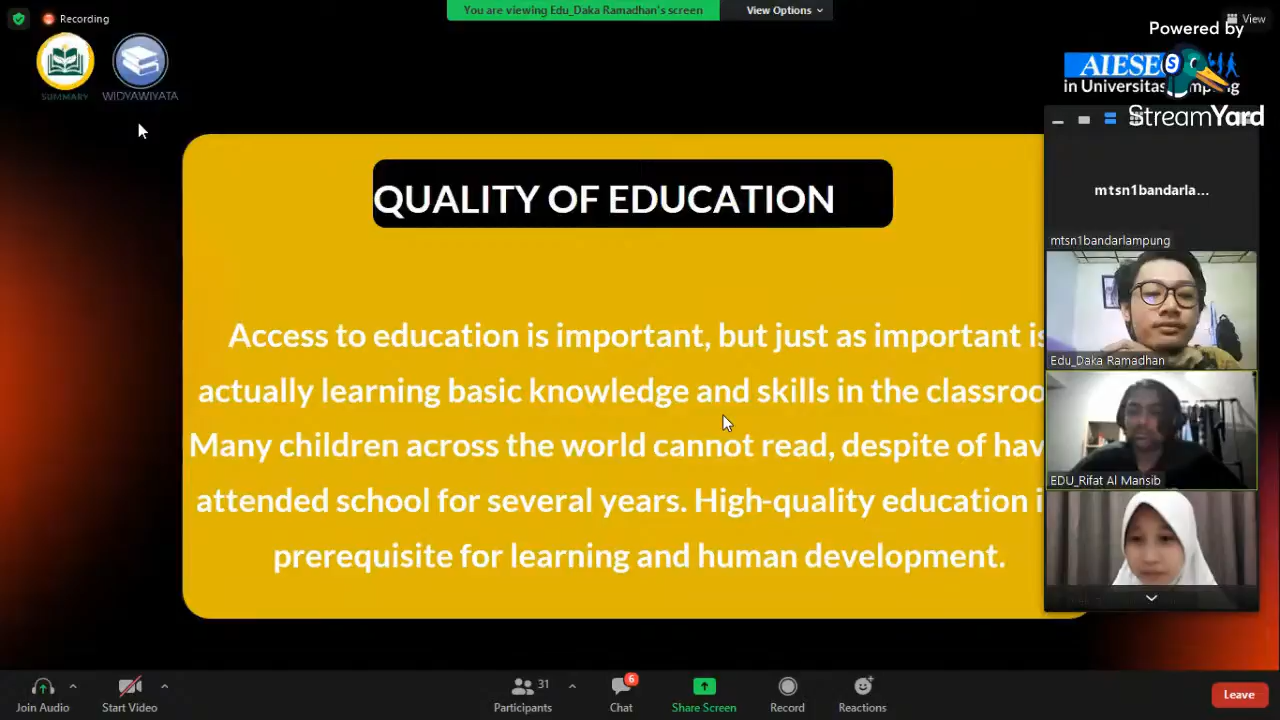 Recording
You are viewing Edu_Daka Ramadhan's screen
View Options
View
Powered by
SUMMARY
WIDYAWIYATA
AIESEC
in Universitas
StreamYard
QUALITY OF EDUCATION
Access to education is important, but just as important is
actually learning basic knowledge and skills in the classroo
Many children across the world cannot read, despite of hav
attended school for several years. High-quality education i
prerequisite for learning and human development.
mtsn1bandarla...
mtsn1bandarlampung
Edu_Daka Ramadhan
EDU_Rifat Al Mansib
Join Audio
Start Video
31
Participants
6
Chat
Share Screen
Record
Reactions
Leave